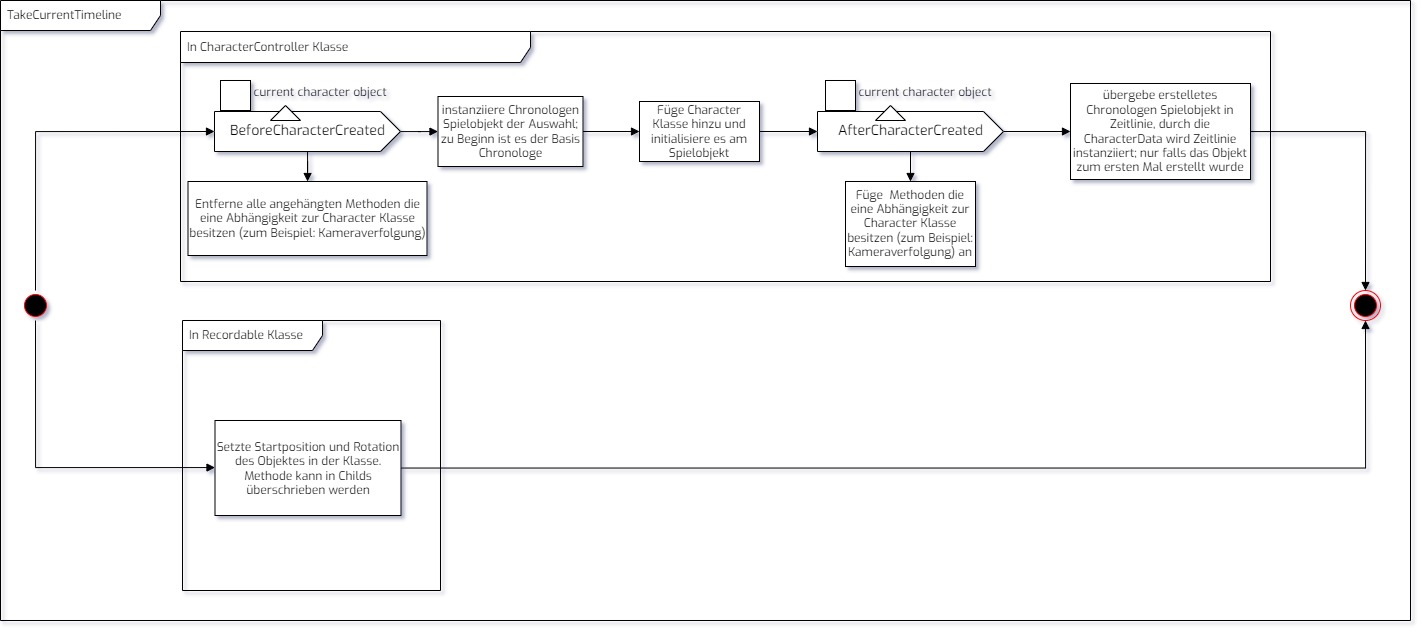 TakeCurrentTimeline
In CharacterController Klasse
current character object
BeforeCharacterCreated
Entferne alle angehängten Methoden die
eine Abhängigkeit zur Character Klasse
besitzen (zum Beispiel: Kameraverfolgung)
instanziiere Chronologen
Spielobjekt der Auswahl;
zu Beginn ist es der Basis
Chronologe
Füge Character
Klasse hinzu und
initialisiere es am
Spielobjekt
current character object
AfterCharacterCreated
Füge  Methoden die
eine Abhängigkeit zur
Character Klasse
besitzen (zum Beispiel:
Kameraverfolgung) an
übergebe erstelletes
Chronologen Spielobjekt in
Zeitlinie, durch die
CharacterData wird Zeitlinie
instanziiert; nur falls das Objekt
zum ersten Mal erstellt wurde
In Recordable Klasse
Setzte Startposition und Rotation
des Objektes in der Klasse.
Methode kann in Childs
überschrieben werden